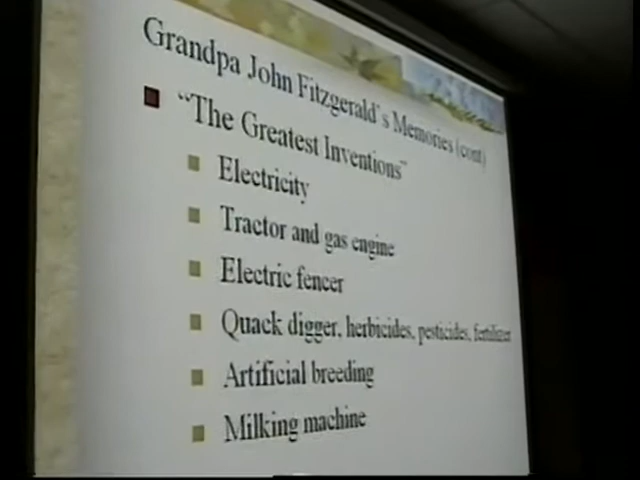 Grandpa John Fitzgerald's Memories (cont)
"The Greatest Inventions"
Electricity
Tractor and gas engine
Electric fencer
Quack digger, herbicides, pesticides, fertilizer
Artificial breeding
Milking machine